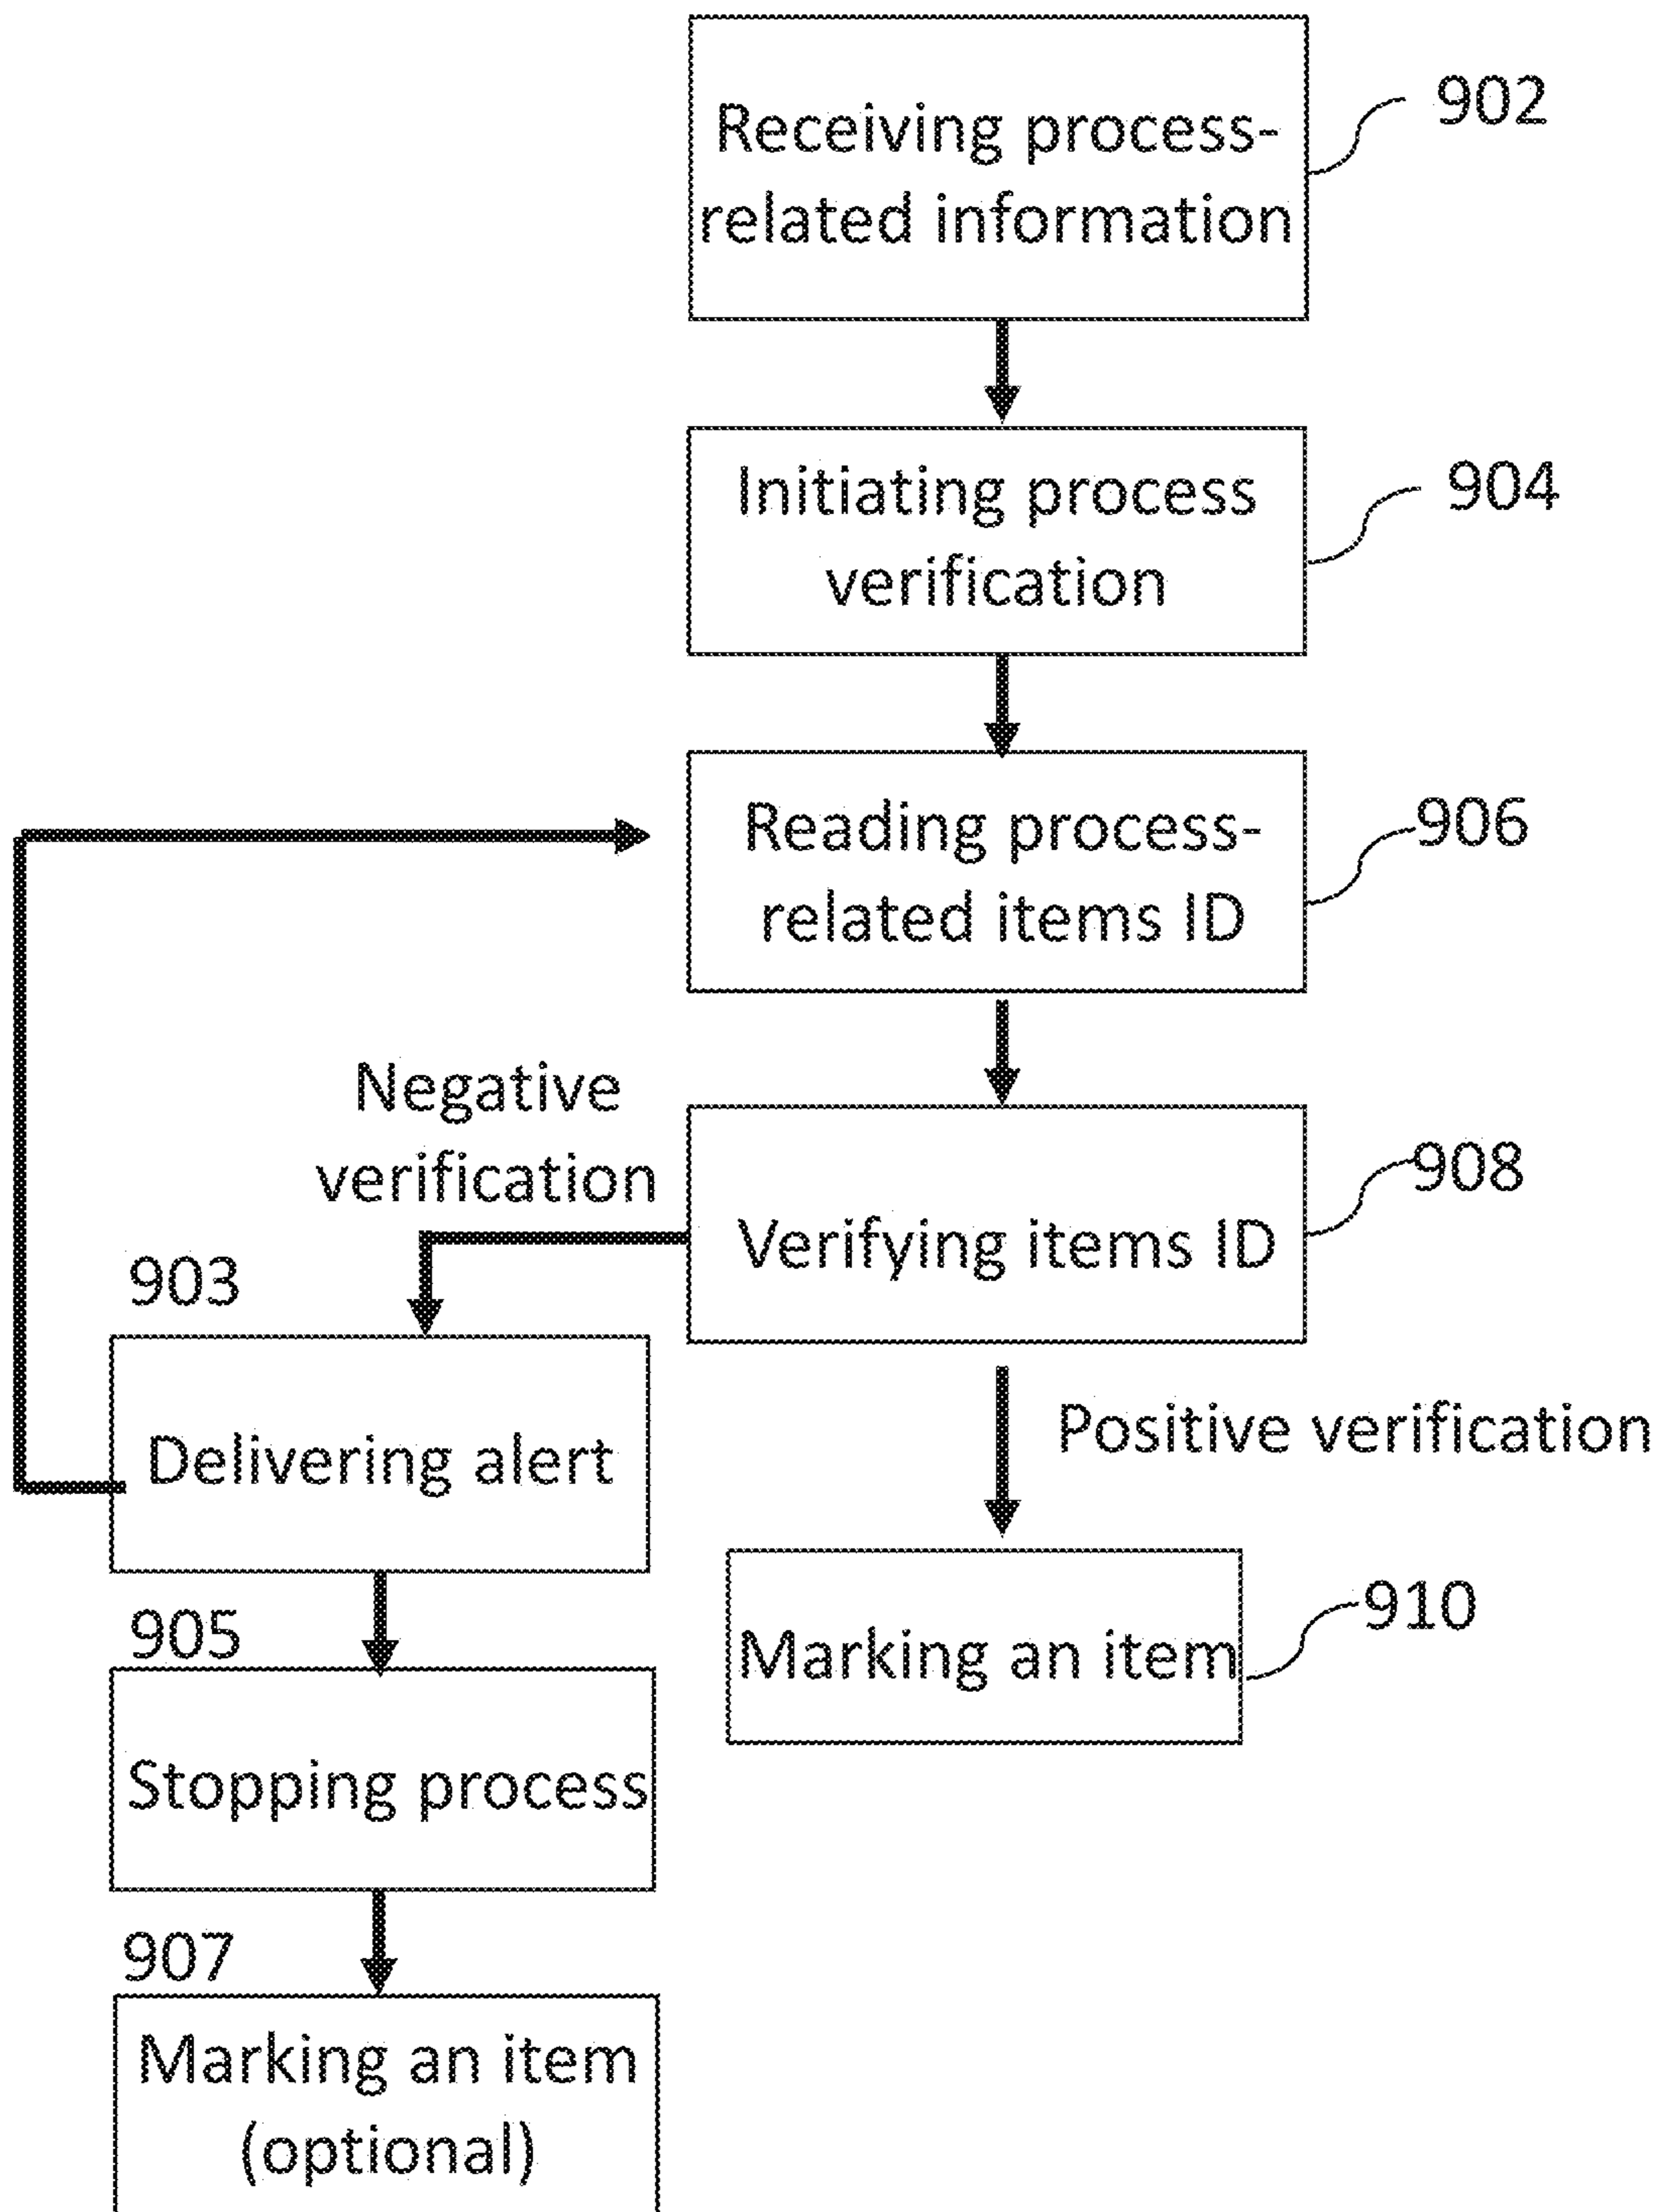 Receiving process-
related information
902
Initiating process
verification
904
Reading process-
related items ID
906
Negative
verification
Verifying items ID
908
903
Delivering alert
Positive verification
905
Stopping process
Marking an item
910
907
Marking an item
(optional)